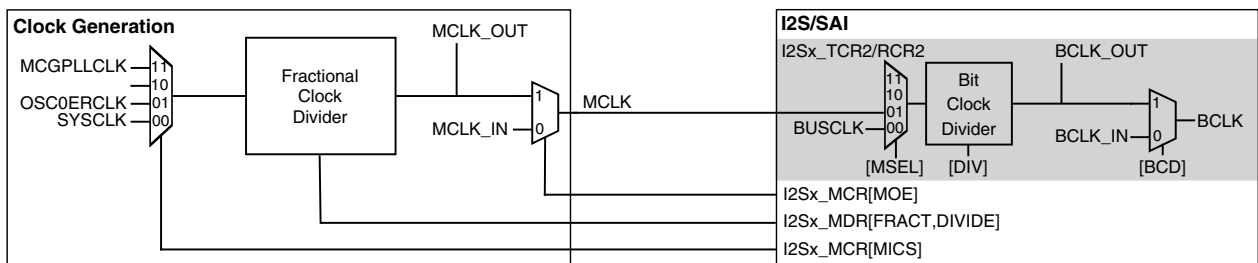 Clock Generation
MCGPLLCLK
11
10
OSC0ERCLK
01
SYSCLK
00
Fractional
Clock
Divider
MCLK_OUT
1
MCLK_IN
0
MCLK
I2S/SAI
I2Sx_TCR2/RCR2
11
10
01
BUSCLK
00
[MSEL]
Bit
Clock
Divider
[DIV]
BCLK_OUT
1
BCLK_IN
0
[BCD]
BCLK
I2Sx_MCR[MOE]
I2Sx_MDR[FRACT,DIVIDE]
I2Sx_MCR[MICS]